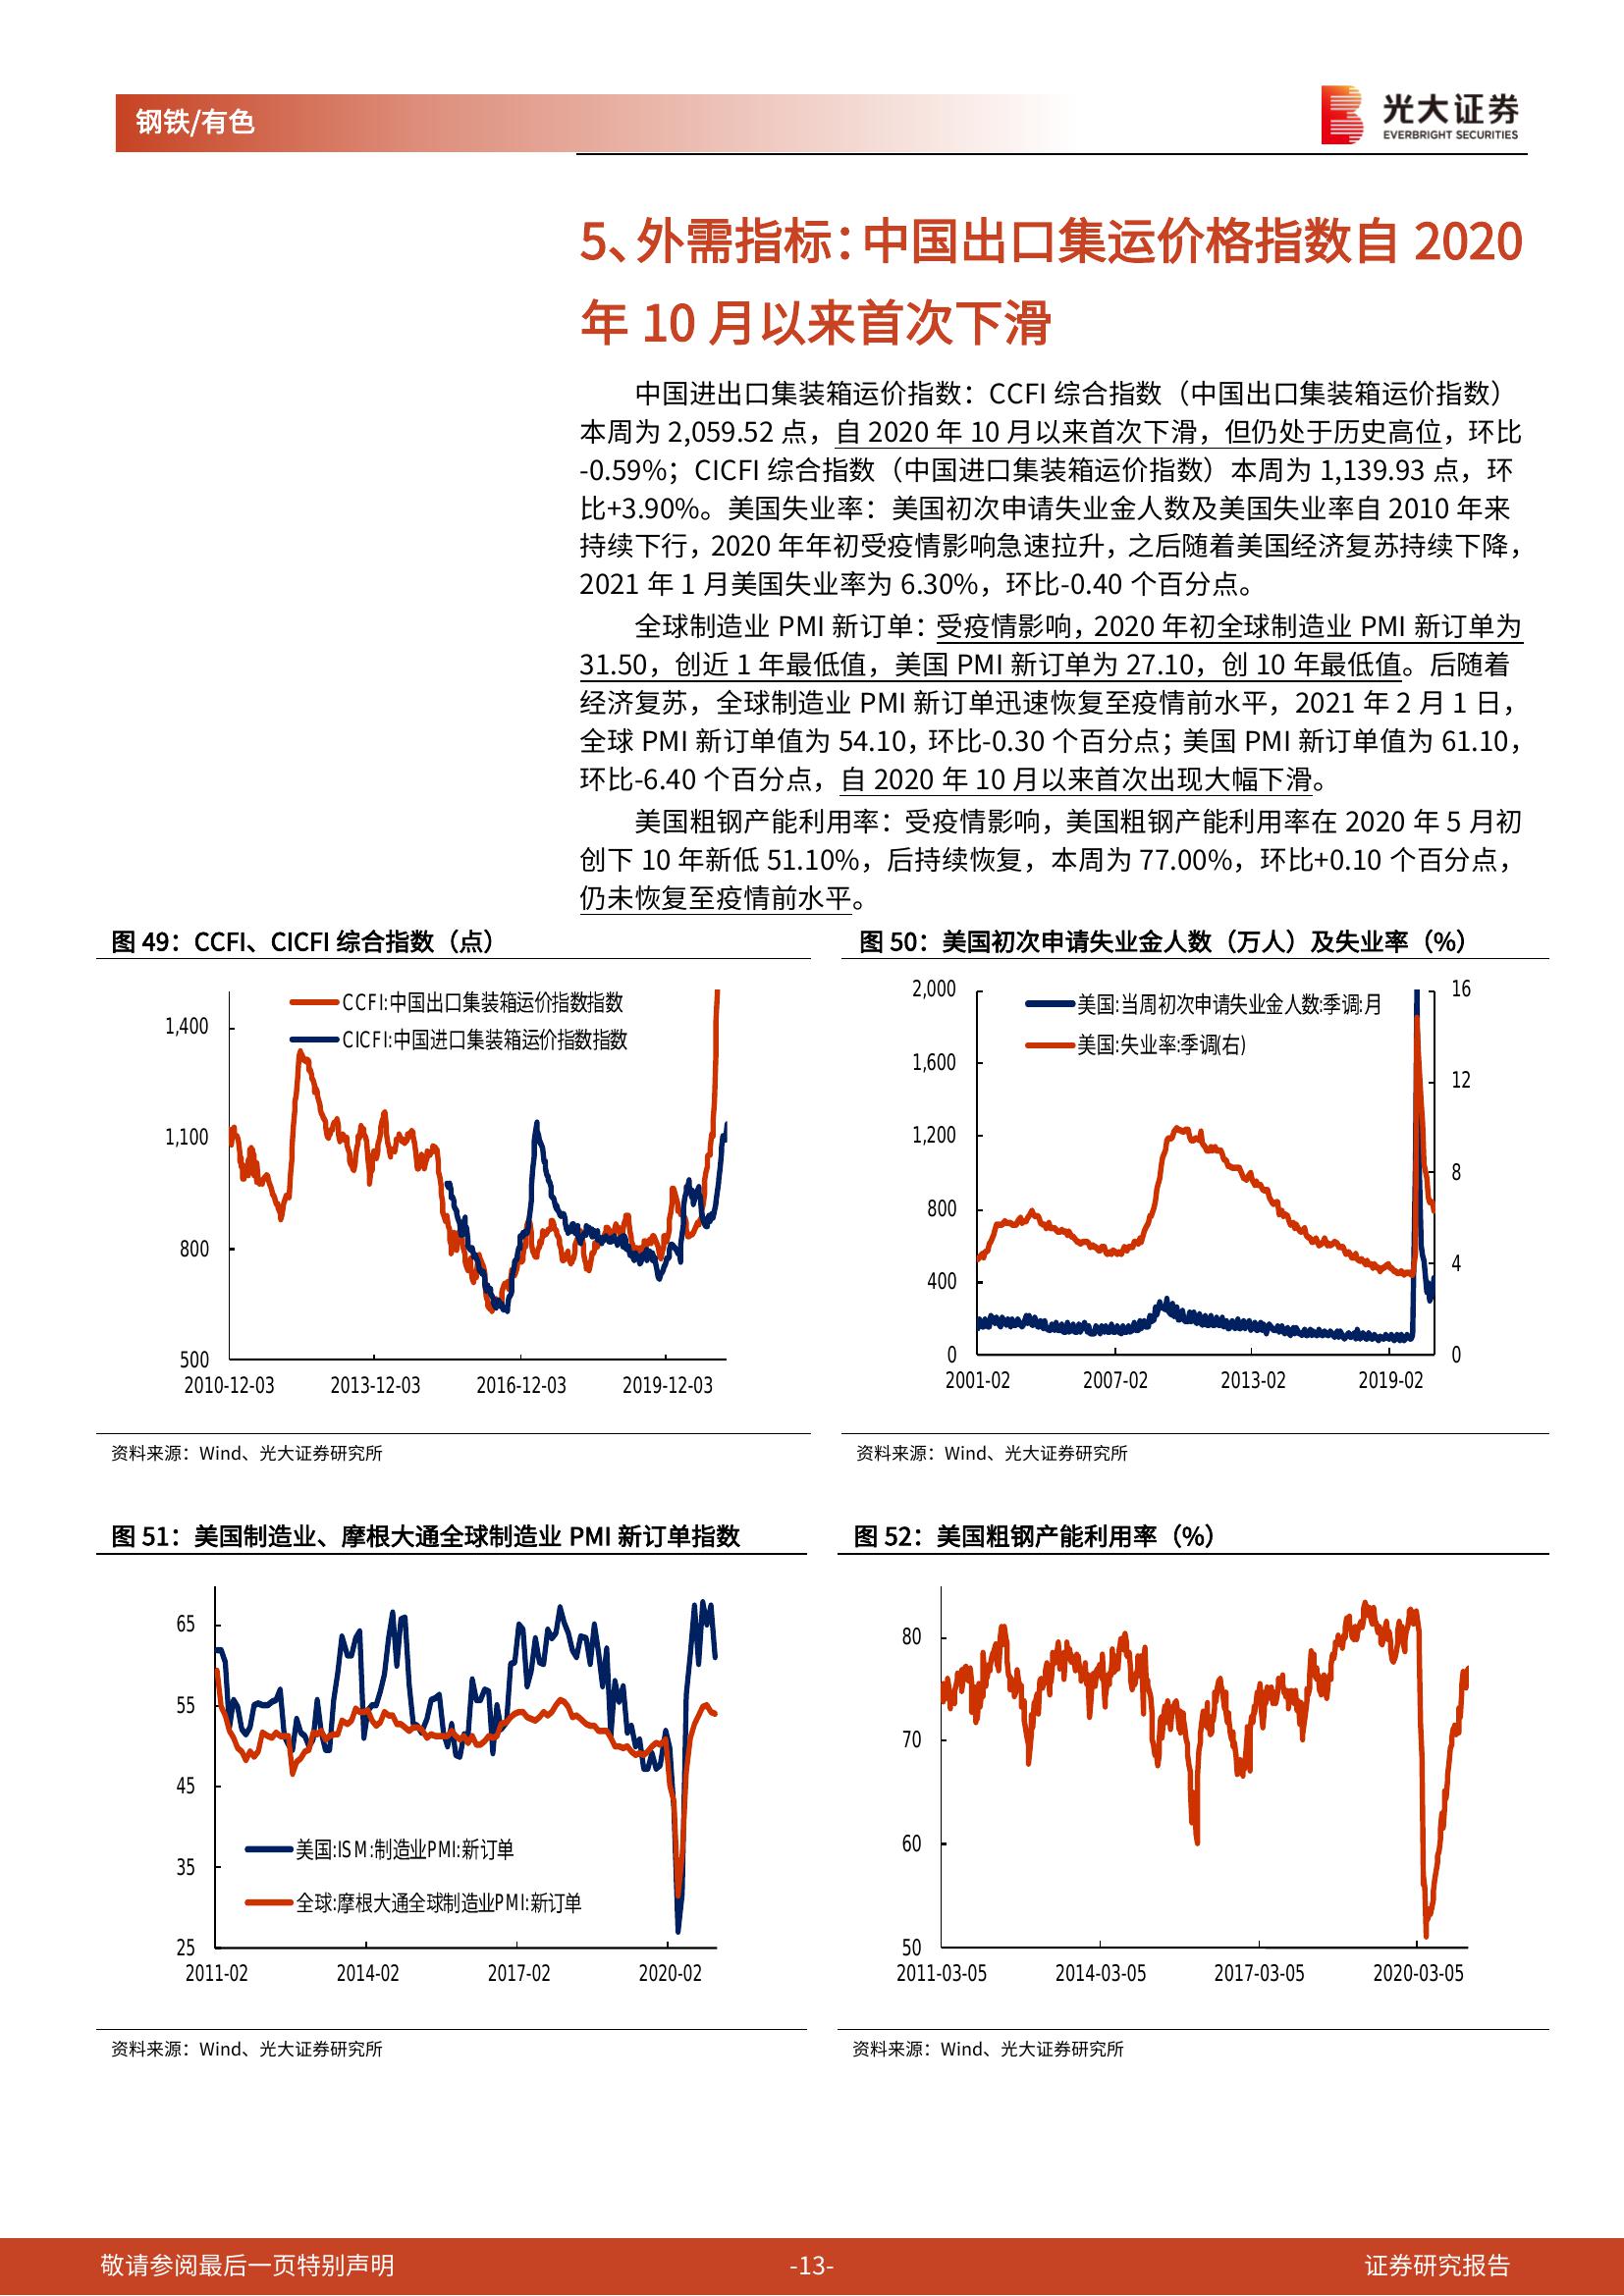 钢铁/有色
光大证券
EVERBRIGHT SECURITIES
5、外需指标：中国出口集运价格指数自 2020
年 10 月以来首次下滑
中国进出口集装箱运价指数：CCFI 综合指数（中国出口集装箱运价指数）
本周为 2,059.52 点，自 2020 年 10 月以来首次下滑，但仍处于历史高位，环比
-0.59%；CICFI 综合指数（中国进口集装箱运价指数）本周为 1,139.93 点，环
比+3.90%。美国失业率：美国初次申请失业金人数及美国失业率自 2010 年来
持续下行，2020 年年初受疫情影响急速拉升，之后随着美国经济复苏持续下降，
2021 年 1 月美国失业率为 6.30%，环比-0.40 个百分点。
全球制造业 PMI 新订单：受疫情影响，2020 年初全球制造业 PMI 新订单为
31.50，创近 1 年最低值，美国 PMI 新订单为 27.10，创 10 年最低值。后随着
经济复苏，全球制造业 PMI 新订单迅速恢复至疫情前水平，2021 年 2 月 1 日，
全球 PMI 新订单值为 54.10，环比-0.30 个百分点；美国 PMI 新订单值为 61.10，
环比-6.40 个百分点，自 2020 年 10 月以来首次出现大幅下滑。
美国粗钢产能利用率：受疫情影响，美国粗钢产能利用率在 2020 年 5 月初
创下 10 年新低 51.10%，后持续恢复，本周为 77.00%，环比+0.10 个百分点，
仍未恢复至疫情前水平。
图 49：CCFI、CICFI 综合指数（点）
CCFI:中国出口集装箱运价指数指数
CICFI:中国进口集装箱运价指数指数
1,400
1,100
800
500
2010-12-03 2013-12-03 2016-12-03 2019-12-03
资料来源：Wind、光大证券研究所
图 50：美国初次申请失业金人数（万人）及失业率（%）
美国:当周初次申请失业金人数:季调:月
美国:失业率:季调(右)
2,000
1,600
1,200
800
400
0
16
12
8
4
0
2001-02 2007-02 2013-02 2019-02
资料来源：Wind、光大证券研究所
图 51：美国制造业、摩根大通全球制造业 PMI 新订单指数
65
55
45
35
25
美国:ISM:制造业PMI:新订单
全球:摩根大通全球制造业PMI:新订单
2011-02 2014-02 2017-02 2020-02
资料来源：Wind、光大证券研究所
图 52：美国粗钢产能利用率（%）
80
70
60
50
2011-03-05 2014-03-05 2017-03-05 2020-03-05
资料来源：Wind、光大证券研究所
敬请参阅最后一页特别声明 -13- 证券研究报告